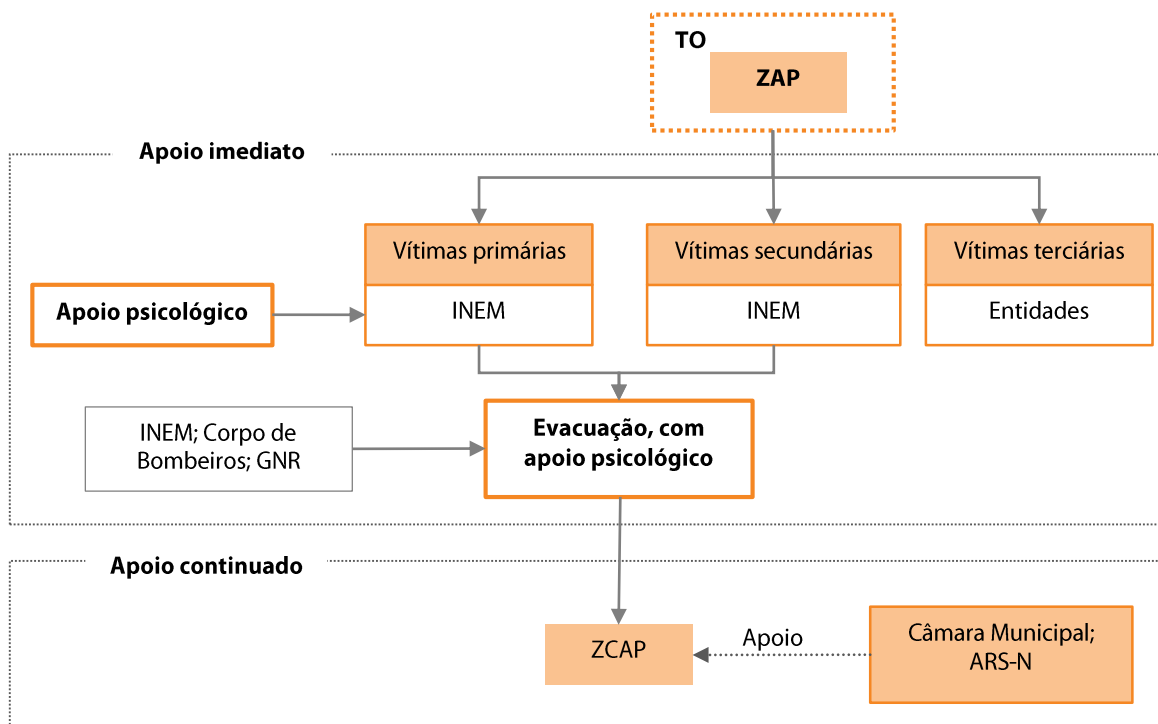 TO
ZAP
Apoio imediato
Vítimas primárias
INEM
Vítimas secundárias
INEM
Vítimas terciárias
Entidades
Apoio psicológico
INEM; Corpo de
Bombeiros; GNR
Evacuação, com
apoio psicológico
Apoio continuado
ZCAP
Apoio
Câmara Municipal;
ARS-N